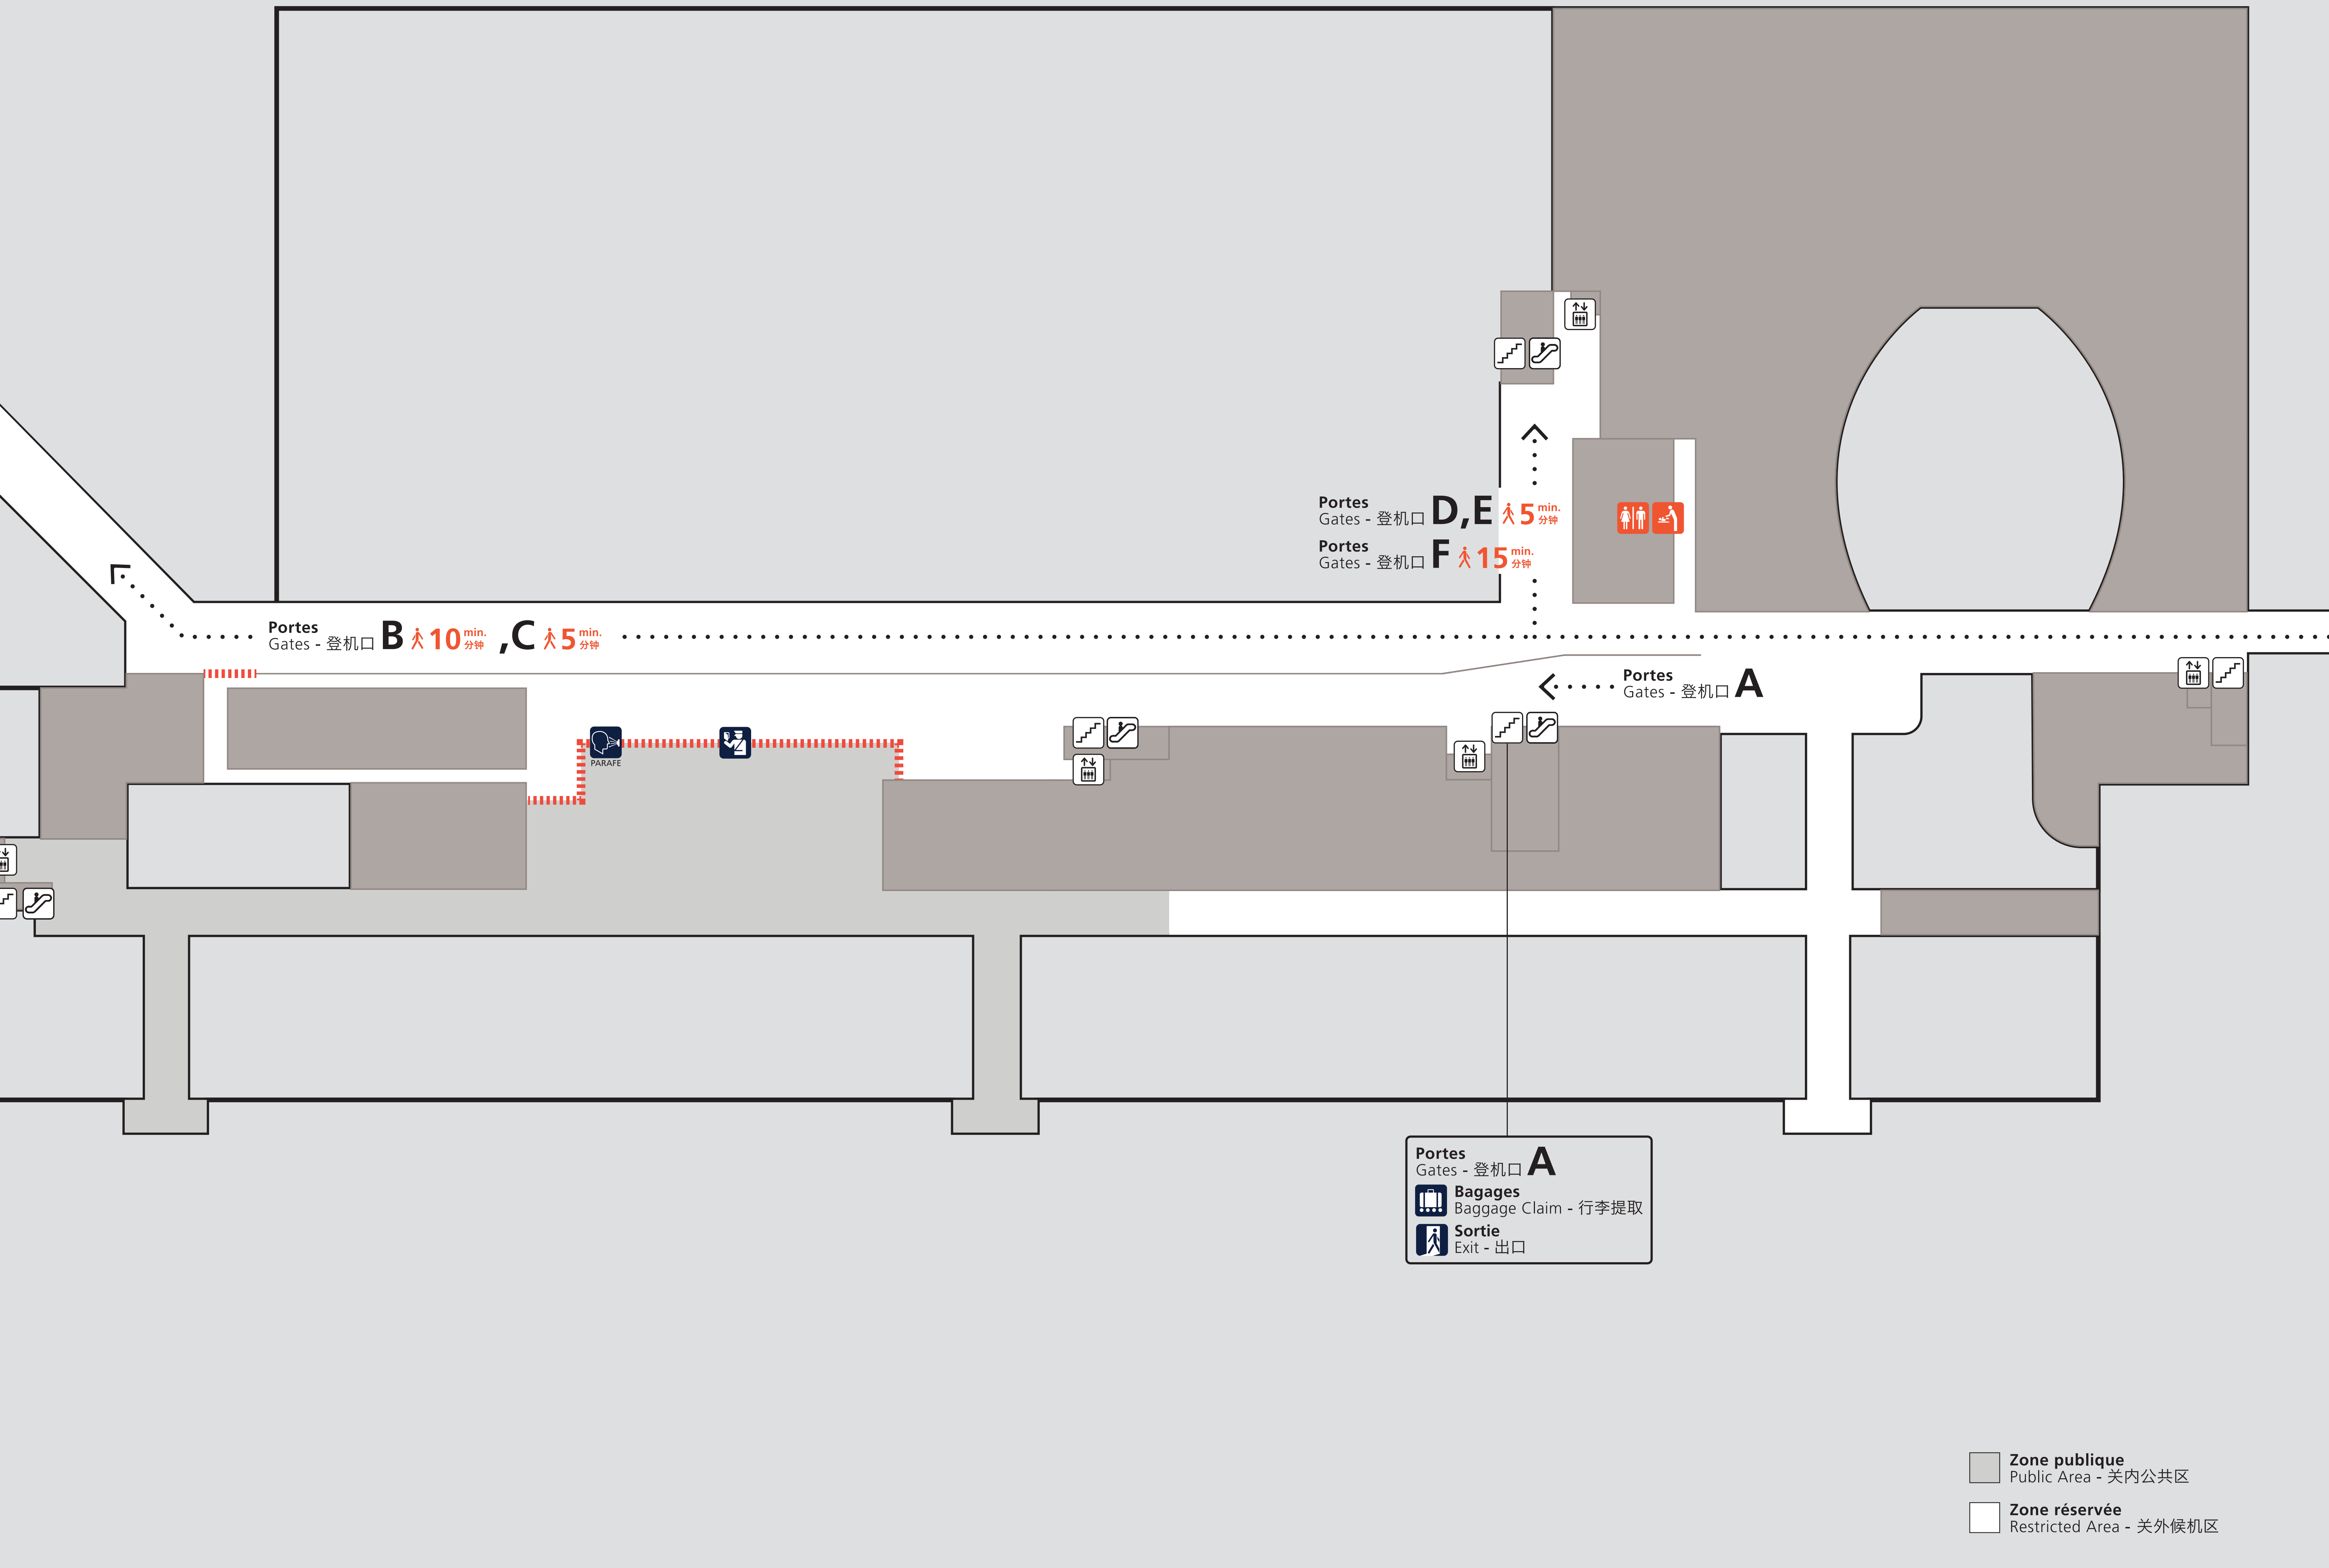 Portes
Gates - 登机口 D,E 5 min. 分钟
Portes
Gates - 登机口 F 15 min. 分钟
Portes
Gates - 登机口 B 10 min. 分钟 ,C 5 min. 分钟
Portes
Gates - 登机口 A
PARAFE
Portes
Gates - 登机口 A
Bagages
Baggage Claim - 行李提取
Sortie
Exit - 出口
Zone publique
Public Area - 关内公共区
Zone réservée
Restricted Area - 关外候机区